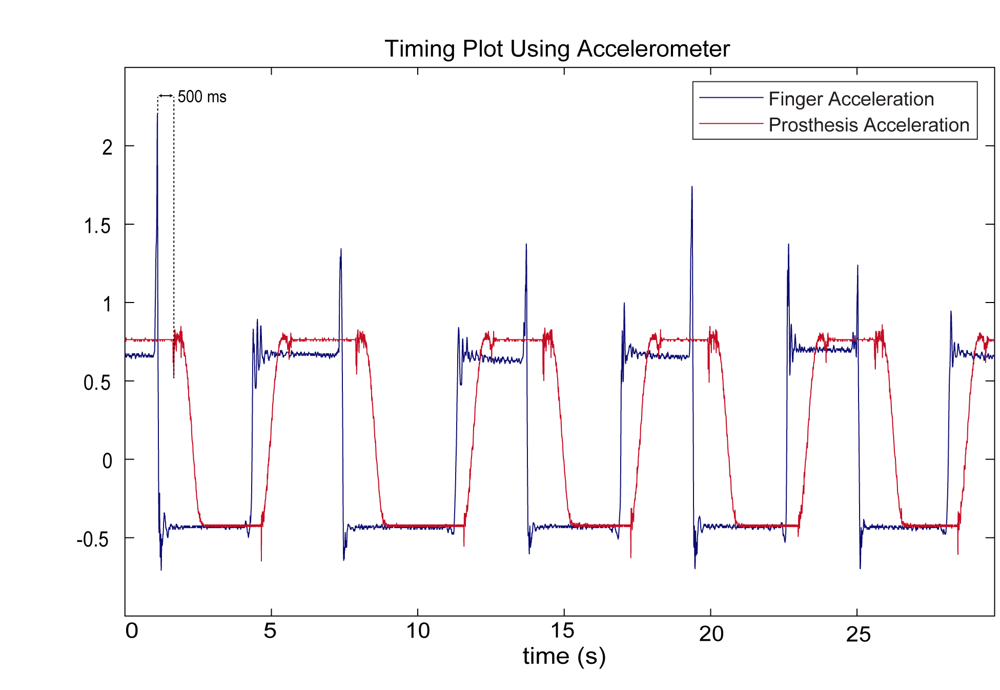 Timing Plot Using Accelerometer
500 ms
Finger Acceleration
Prosthesis Acceleration
2
1.5
1
0.5
0
-0.5
0 5 10 15 20 25
time (s)